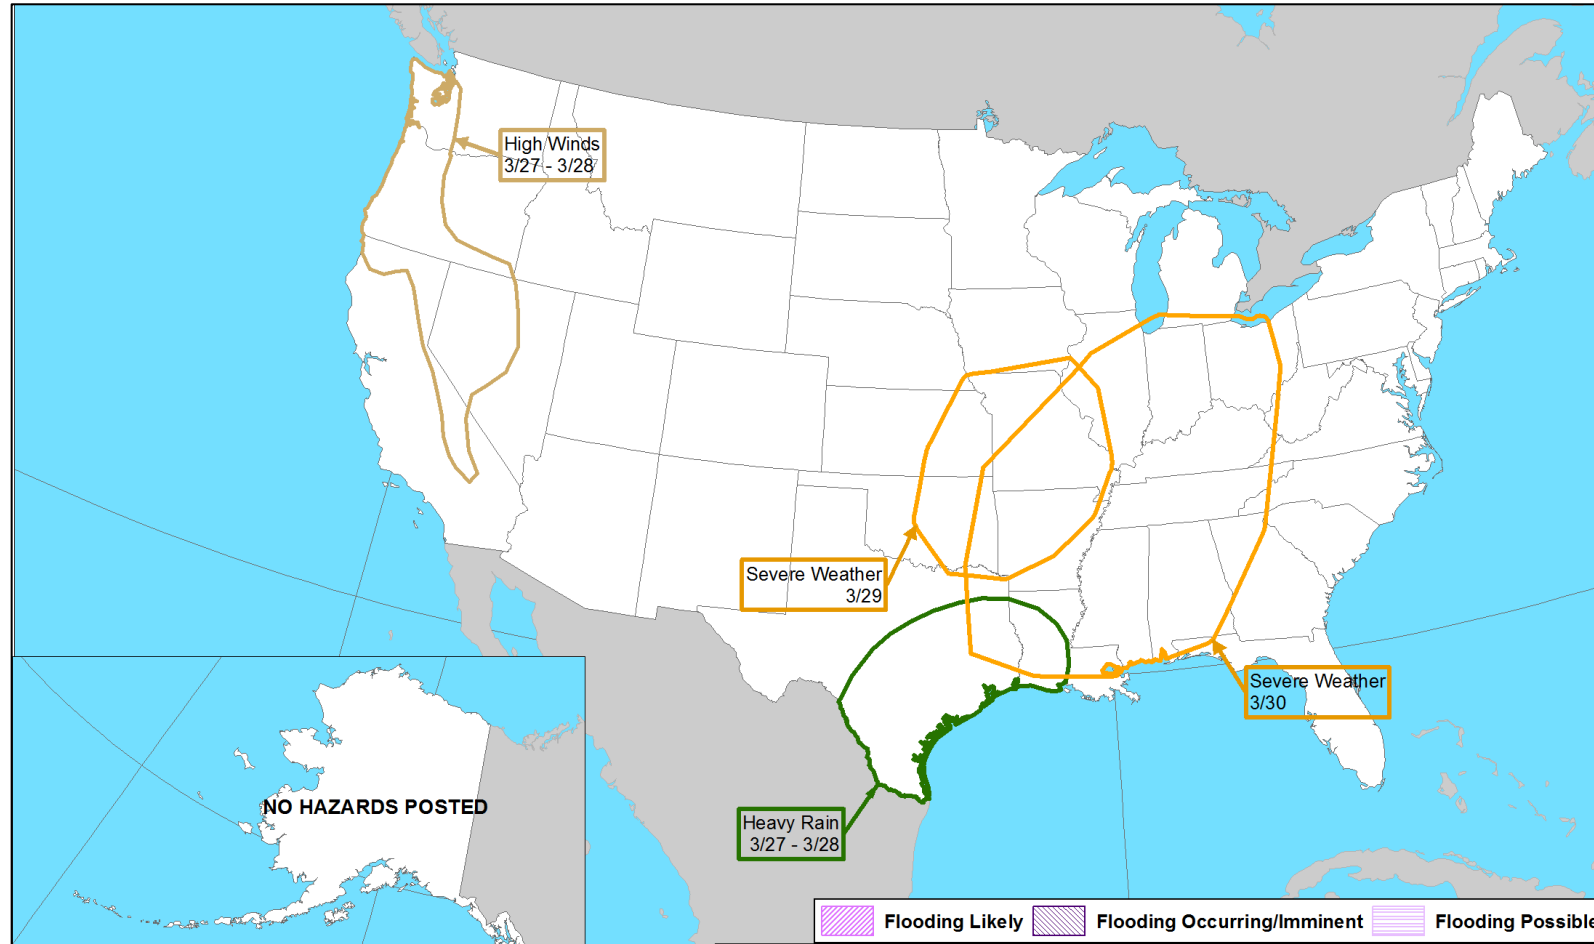 High Winds
3/27 - 3/28
Severe Weather
3/29
Severe Weather
3/30
NO HAZARDS POSTED
Heavy Rain
3/27 - 3/28
Flooding Likely
Flooding Occurring/Imminent
Flooding Possible